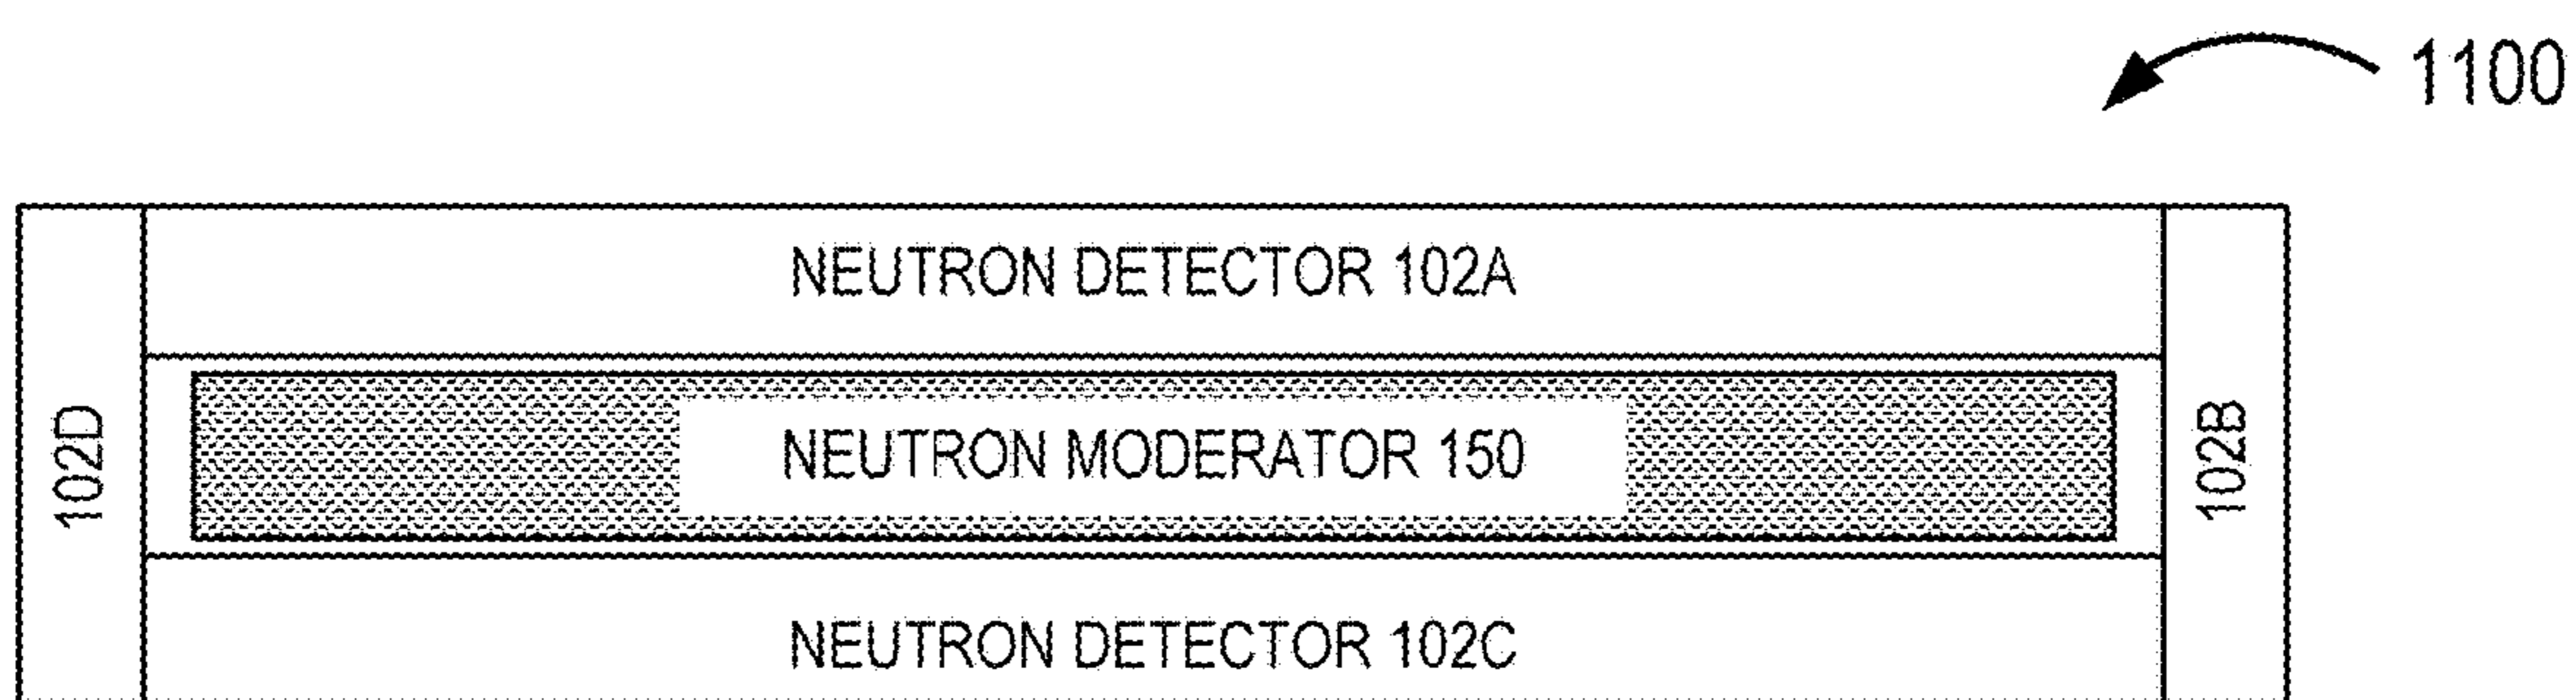 1100
NEUTRON DETECTOR 102A
102D
NEUTRON MODERATOR 150
102B
NEUTRON DETECTOR 102C